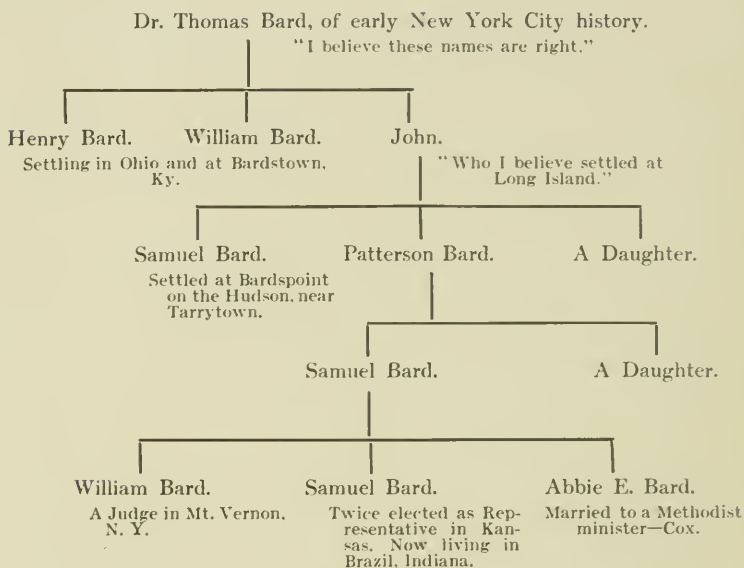 Dr. Thomas Bard, of early New York City history.
"I believe these names are right."
Henry Bard. William Bard. John.
Settling in Ohio and at Bardstown, Ky.
"Who I believe settled at Long Island."
Samuel Bard. Patterson Bard. A Daughter.
Settled at Bardspoint
on the Hudson, near
Tarrytown.
Samuel Bard. A Daughter.
William Bard. Samuel Bard. Abbie E. Bard.
A Judge in Mt. Vernon,
N. Y.
Twice elected as Rep-
resentative in Kan-
sas. Now living in
Brazil, Indiana.
Married to a Methodist
minister—Cox.